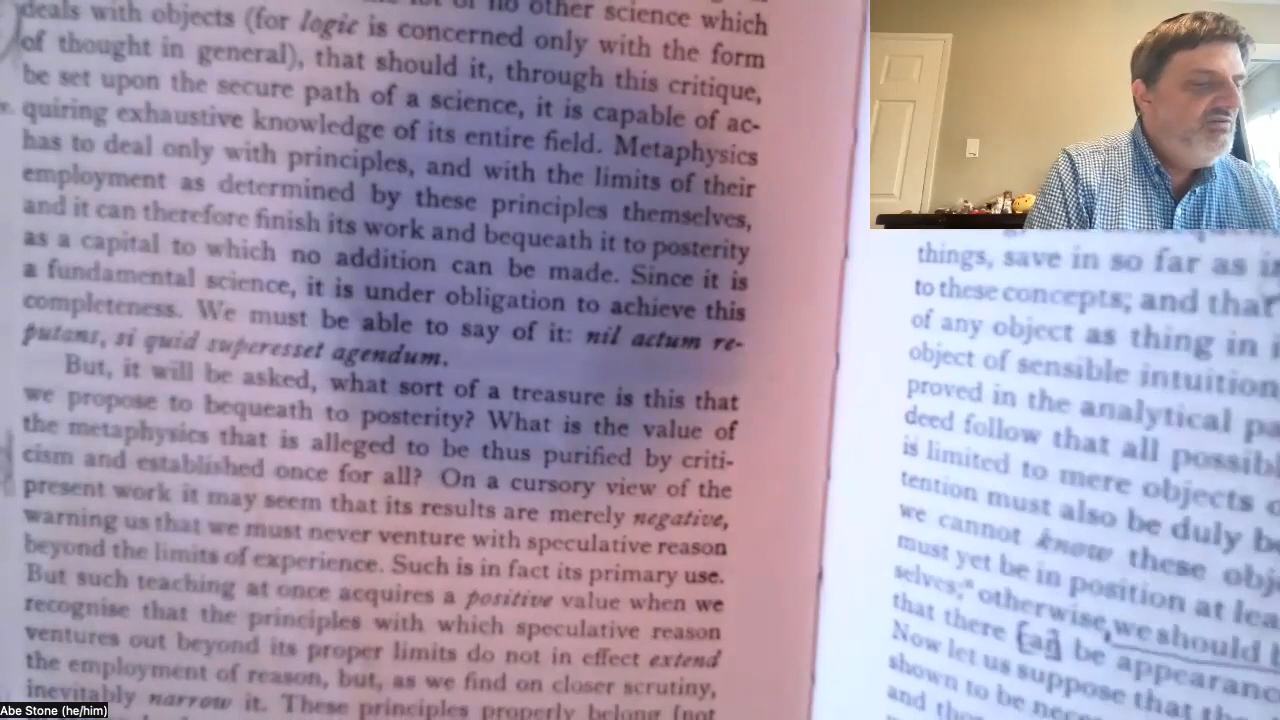 no other science which
deals with objects (for logic is concerned only with the form
of thought in general), that should it, through this critique,
be set upon the secure path of a science, it is capable of ac-
quiring exhaustive knowledge of its entire field. Metaphysics
has to deal only with principles, and with the limits of their
employment as determined by these principles themselves,
and it can therefore finish its work and bequeath it to posterity
as a capital to which no addition can be made. Since it is
a fundamental science, it is under obligation to achieve this
completeness. We must be able to say of it: nil actum re-
putans, si quid superesset agendum.
But, it will be asked, what sort of a treasure is this that
we propose to bequeath to posterity? What is the value of
the metaphysics that is alleged to be thus purified by criti-
cism and established once for all? On a cursory view of the
present work it may seem that its results are merely negative,
warning us that we must never venture with speculative reason
beyond the limits of experience. Such is in fact its primary use.
But such teaching at once acquires a positive value when we
recognise that the principles with which speculative reason
ventures out beyond its proper limits do not in effect extend
the employment of reason, but, as we find on closer scrutiny,
inevitably narrow it. These principles properly belong [not
things, save in so far as
to these concepts; and that
of any object as thing in
object of sensible intuition
proved in the analytical
deed follow that all
is limited to mere objects
tention must also be duly
we cannot know these
must yet be in position at
selves; otherwise we should
that there can be
Now let us suppose that
shown to be
and
Abe Stone (he/him)